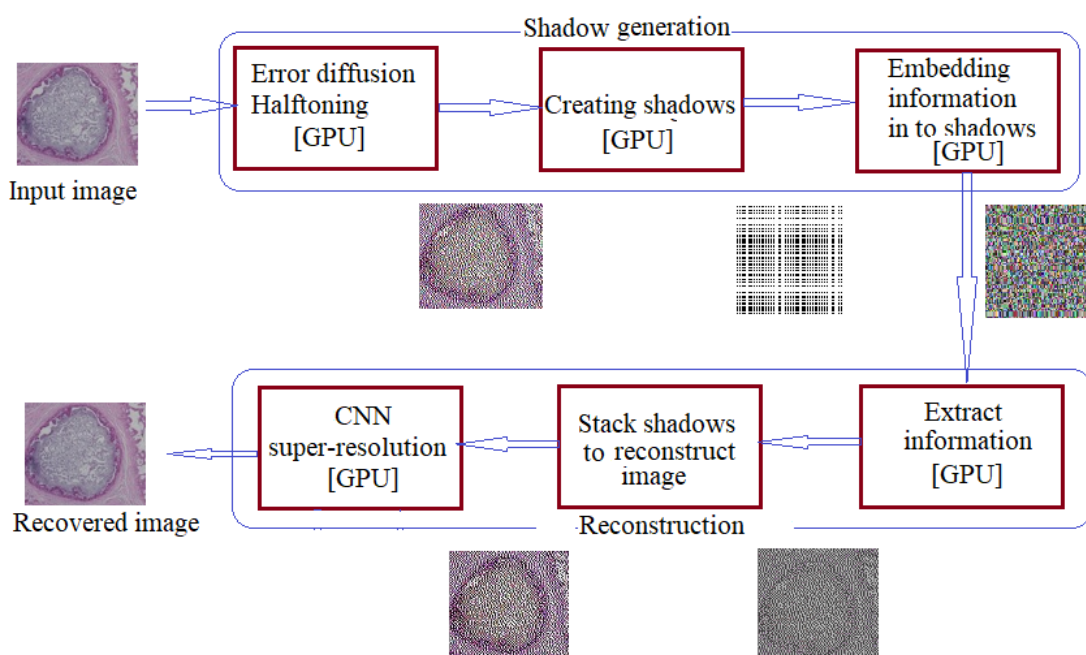 Shadow generation
Error diffusion
Halftoning
[GPU]
Creating shadows
[GPU]
Embedding
information
in to shadows
[GPU]
Input image
CNN
super-resolution
[GPU]
Stack shadows
to reconstruct
image
Extract
information
[GPU]
Recovered image
Reconstruction